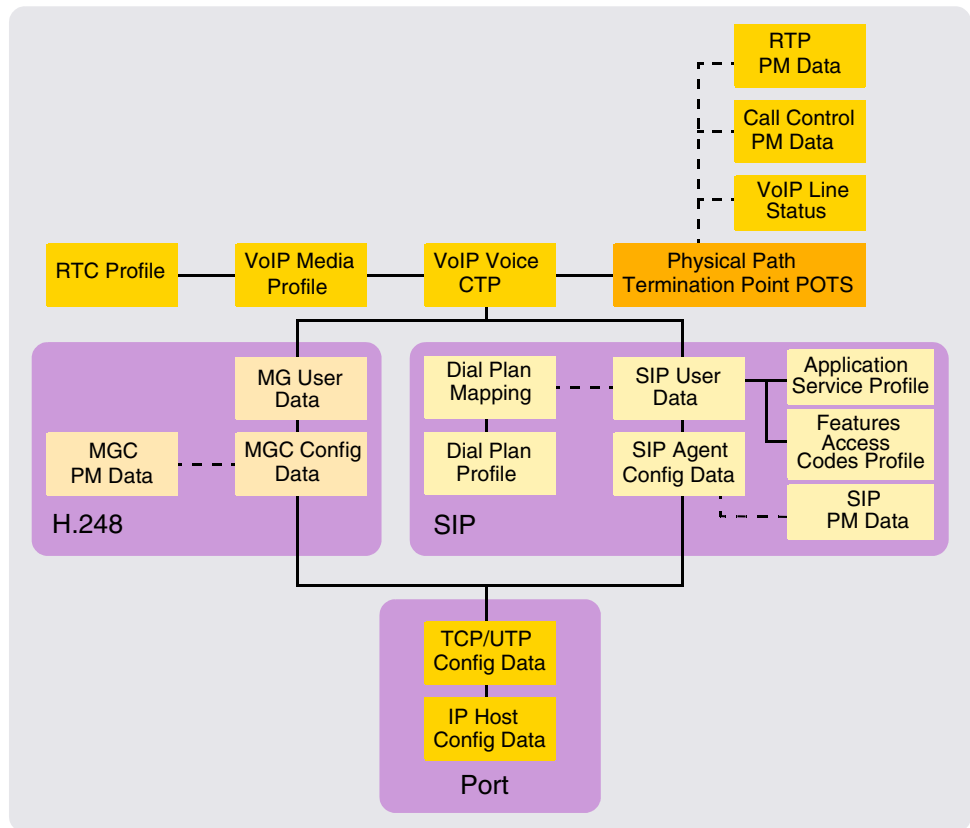 RTP
PM Data
Call Control
PM Data
VoIP Line
Status
RTC Profile
VoIP Media
Profile
VoIP Voice
CTP
Physical Path
Termination Point POTS
MG User
Data
MGC
PM Data
MGC Config
Data
H.248
Dial Plan
Mapping
SIP User
Data
Application
Service Profile
Features
Access
Codes Profile
Dial Plan
Profile
SIP Agent
Config Data
SIP
PM Data
SIP
TCP/UTP
Config Data
IP Host
Config Data
Port